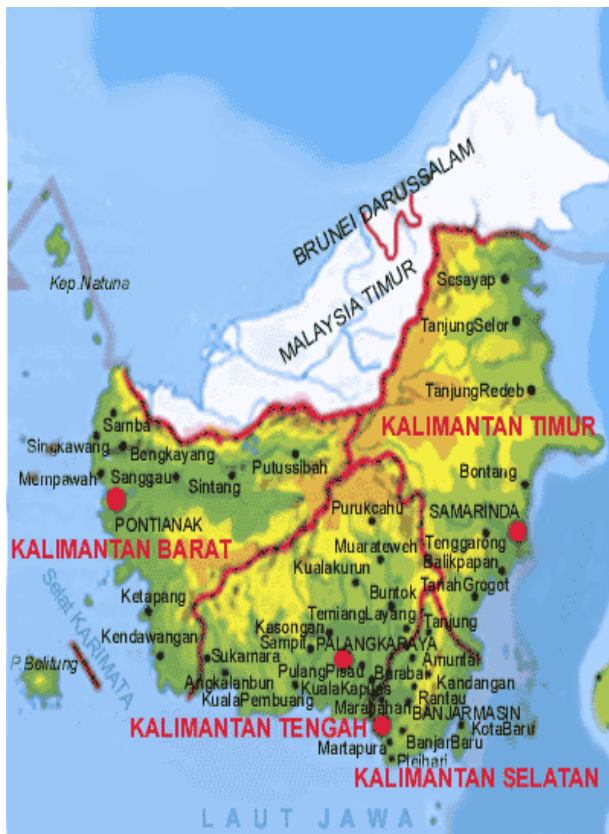 BRUNEI DARUSSALAM
Kep.Natuna
Sesayap
MALAYSIA TIMUR
TanjungSelor
TanjungRedeb
Samba
KALIMANTAN TIMUR
Singkawang
Bengkayang
Putussibah
Mempawah
Sanggau
Sintang
Bontang
Purukcahu
SAMARINDA
PONTIANAK
KALIMANTAN BARAT
Muarateweh
Tenggarong
Balikpapan
Kualakurun
TanahGrogot
Selat KARIMATA
Ketapang
Buntok
TemiangLayang
Tanjung
Kasongan
Kendawangan
Sampit
PALANGKARAYA
P.Belitung
Sukamara
PulangPisau
Barabai
Amuntai
Angkalanbun
KualaKapuas
Kandangan
KualaPembuang
Marabahan
Rantau
KALIMANTAN TENGAH
BANJARMASIN
KotaBaru
Martapura
BanjarBaru
Pleihari
KALIMANTAN SELATAN
LAUT JAWA